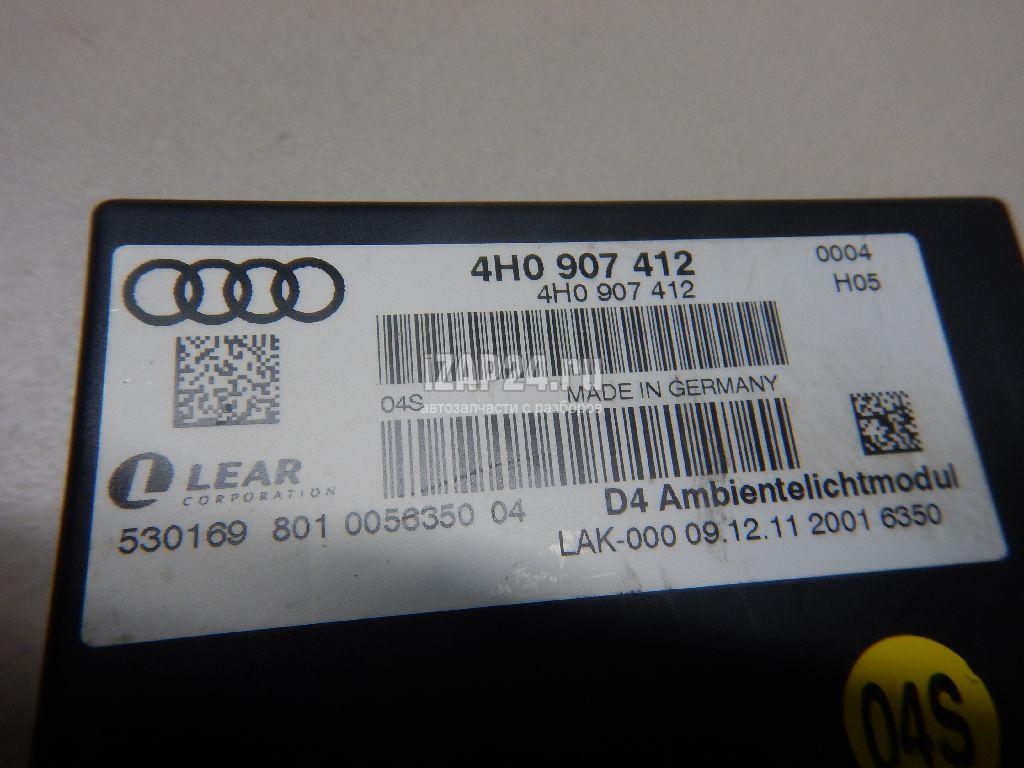 4H0 907 412
4H0 907 412
0004
H05
iZAP24.ru
автозапчасти с разборов
04S
MADE IN GERMANY
LEAR
CORPORATION
D4 Ambientelichtmodul
530169 801 0056350 04
LAK-000 09.12.11 2001 6350
04S